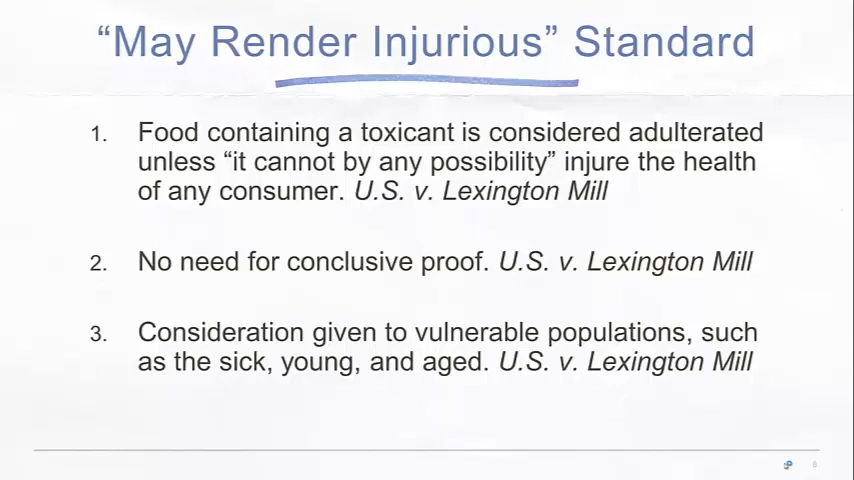 “May Render Injurious” Standard
1. Food containing a toxicant is considered adulterated
unless “it cannot by any possibility” injure the health
of any consumer. U.S. v. Lexington Mill
2. No need for conclusive proof. U.S. v. Lexington Mill
3. Consideration given to vulnerable populations, such
as the sick, young, and aged. U.S. v. Lexington Mill